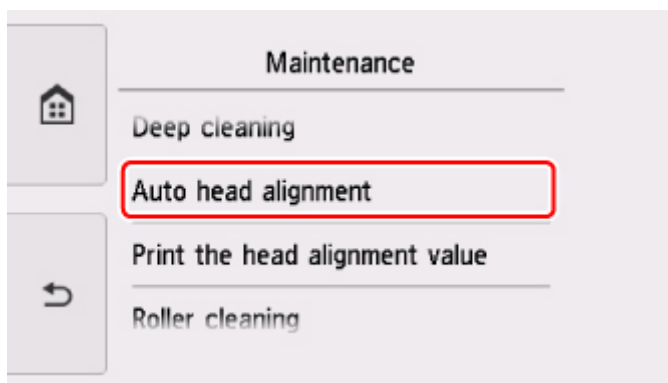 Maintenance
Deep cleaning
Auto head alignment
Print the head alignment value
Roller cleaning